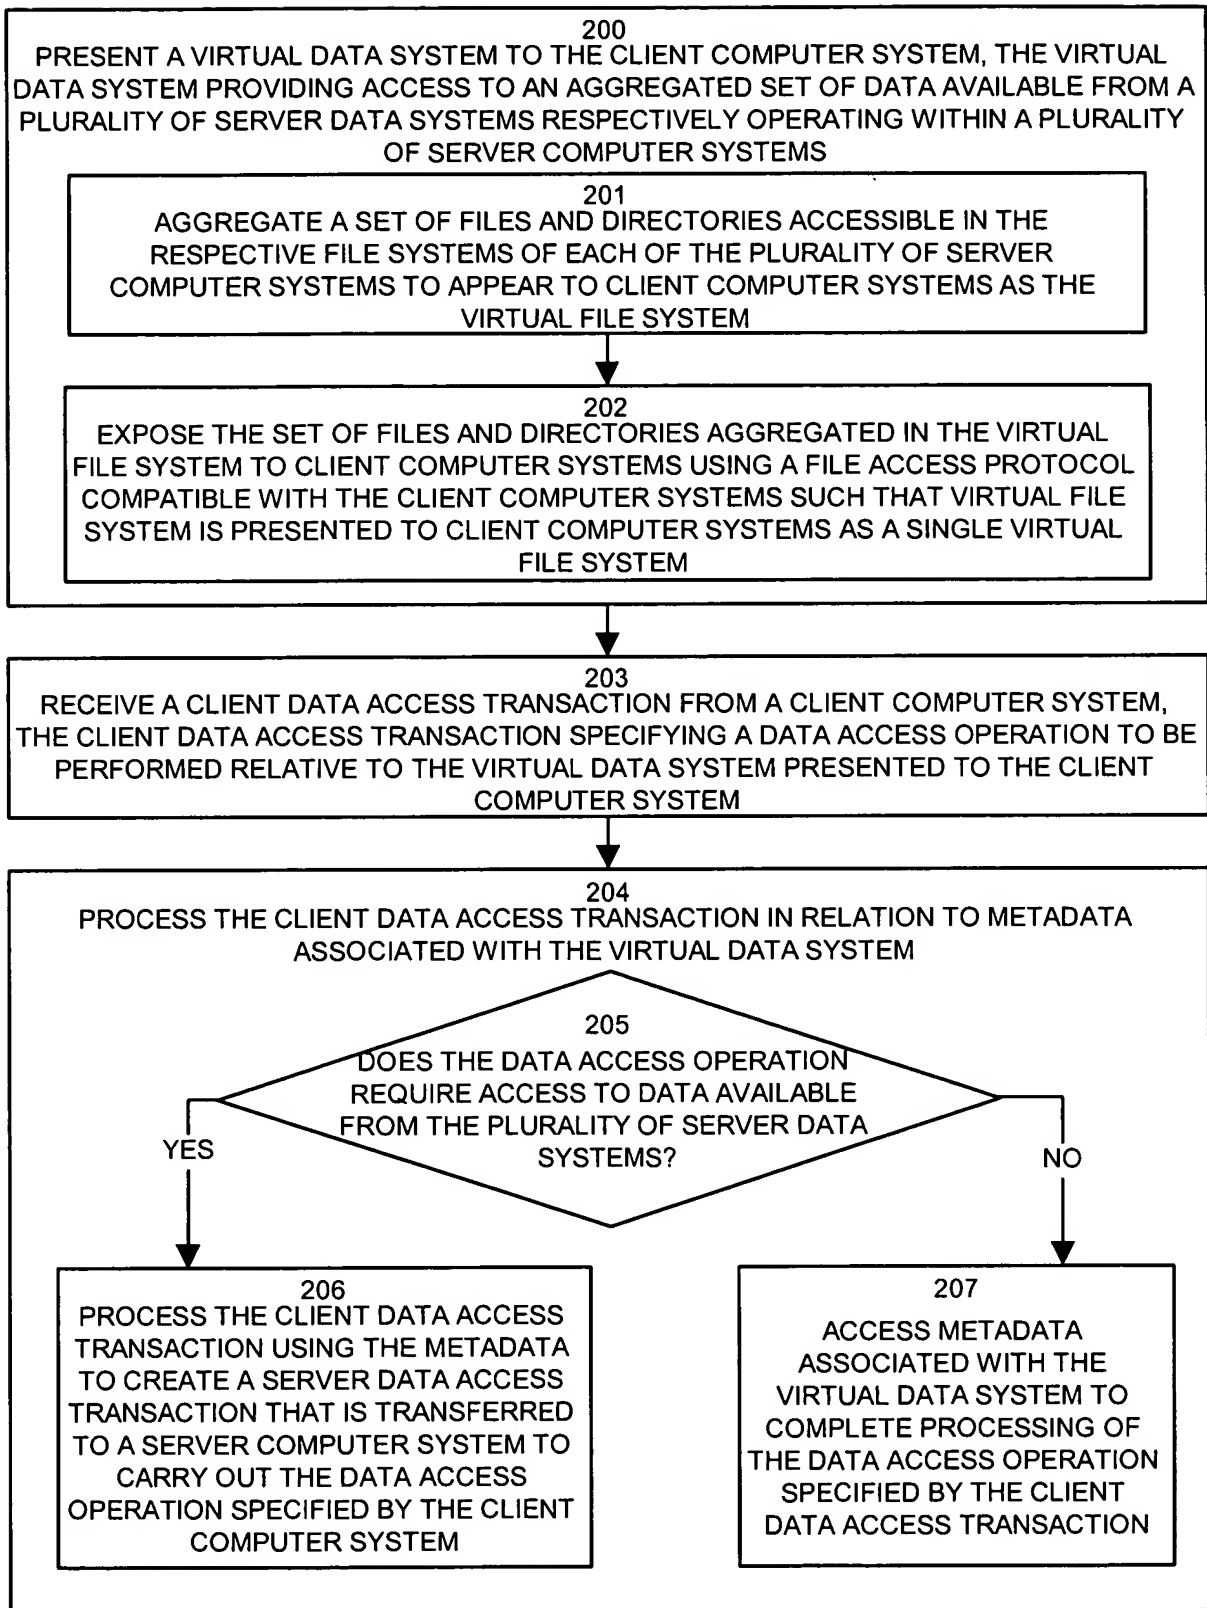 200
PRESENT A VIRTUAL DATA SYSTEM TO THE CLIENT COMPUTER SYSTEM, THE VIRTUAL
DATA SYSTEM PROVIDING ACCESS TO AN AGGREGATED SET OF DATA AVAILABLE FROM A
PLURALITY OF SERVER DATA SYSTEMS RESPECTIVELY OPERATING WITHIN A PLURALITY
OF SERVER COMPUTER SYSTEMS
201
AGGREGATE A SET OF FILES AND DIRECTORIES ACCESSIBLE IN THE
RESPECTIVE FILE SYSTEMS OF EACH OF THE PLURALITY OF SERVER
COMPUTER SYSTEMS TO APPEAR TO CLIENT COMPUTER SYSTEMS AS THE
VIRTUAL FILE SYSTEM
202
EXPOSE THE SET OF FILES AND DIRECTORIES AGGREGATED IN THE VIRTUAL
FILE SYSTEM TO CLIENT COMPUTER SYSTEMS USING A FILE ACCESS PROTOCOL
COMPATIBLE WITH THE CLIENT COMPUTER SYSTEMS SUCH THAT VIRTUAL FILE
SYSTEM IS PRESENTED TO CLIENT COMPUTER SYSTEMS AS A SINGLE VIRTUAL
FILE SYSTEM
203
RECEIVE A CLIENT DATA ACCESS TRANSACTION FROM A CLIENT COMPUTER SYSTEM,
THE CLIENT DATA ACCESS TRANSACTION SPECIFYING A DATA ACCESS OPERATION TO BE
PERFORMED RELATIVE TO THE VIRTUAL DATA SYSTEM PRESENTED TO THE CLIENT
COMPUTER SYSTEM
204
PROCESS THE CLIENT DATA ACCESS TRANSACTION IN RELATION TO METADATA
ASSOCIATED WITH THE VIRTUAL DATA SYSTEM
205
DOES THE DATA ACCESS OPERATION
REQUIRE ACCESS TO DATA AVAILABLE
FROM THE PLURALITY OF SERVER DATA
SYSTEMS?
YES
NO
206
PROCESS THE CLIENT DATA ACCESS
TRANSACTION USING THE METADATA
TO CREATE A SERVER DATA ACCESS
TRANSACTION THAT IS TRANSFERRED
TO A SERVER COMPUTER SYSTEM TO
CARRY OUT THE DATA ACCESS
OPERATION SPECIFIED BY THE CLIENT
COMPUTER SYSTEM
207
ACCESS METADATA
ASSOCIATED WITH THE
VIRTUAL DATA SYSTEM TO
COMPLETE PROCESSING OF
THE DATA ACCESS OPERATION
SPECIFIED BY THE CLIENT
DATA ACCESS TRANSACTION